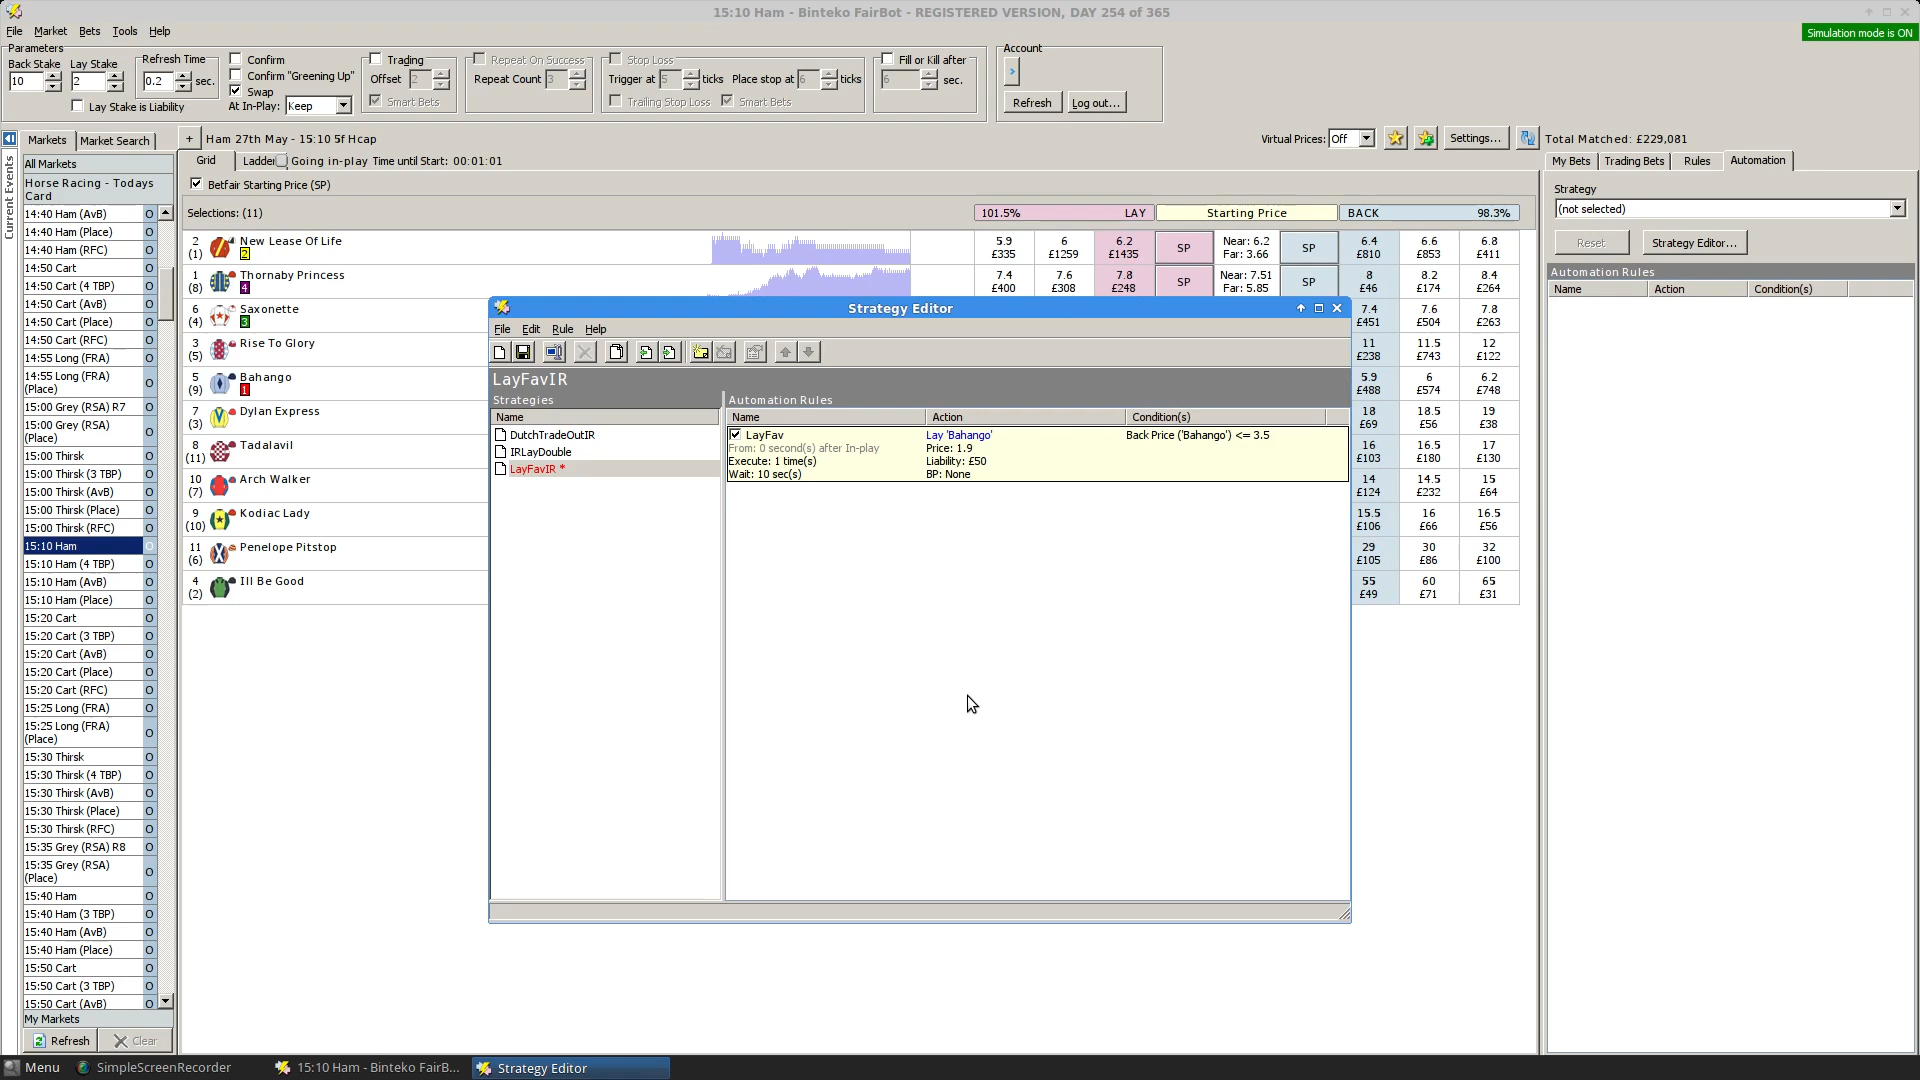 15:10 Ham - Binteko FairBot - REGISTERED VERSION, DAY 254 of 365
File Market Bets Tools Help
Simulation mode is ON
Parameters
Back Stake Lay Stake
10 2
Lay Stake is Liability
Refresh Time
0.2 sec.
Confirm
Confirm "Greening Up"
Swap
At In-Play: Keep
Trading
Offset 2
Smart Bets
Repeat On Success
Repeat Count 3
Stop Loss
Trigger at 5 ticks Place stop at 6 ticks
Trailing Stop Loss Smart Bets
Fill or Kill after
6 sec.
Account
>
Refresh Log out...
Current Events
Markets Market Search
All Markets
Horse Racing - Todays Card
14:40 Ham (AvB) O
14:40 Ham (Place) O
14:40 Ham (RFC) O
14:50 Cart O
14:50 Cart (4 TBP) O
14:50 Cart (AvB) O
14:50 Cart (Place) O
14:50 Cart (RFC) O
14:55 Long (FRA) O
14:55 Long (FRA) (Place) O
15:00 Grey (RSA) R7 O
15:00 Grey (RSA) (Place) O
15:00 Thirsk O
15:00 Thirsk (3 TBP) O
15:00 Thirsk (AvB) O
15:00 Thirsk (Place) O
15:00 Thirsk (RFC) O
15:10 Ham O
15:10 Ham (4 TBP) O
15:10 Ham (AvB) O
15:10 Ham (Place) O
15:20 Cart O
15:20 Cart (3 TBP) O
15:20 Cart (AvB) O
15:20 Cart (Place) O
15:20 Cart (RFC) O
15:25 Long (FRA) O
15:25 Long (FRA) (Place) O
15:30 Thirsk O
15:30 Thirsk (4 TBP) O
15:30 Thirsk (AvB) O
15:30 Thirsk (Place) O
15:30 Thirsk (RFC) O
15:35 Grey (RSA) R8 O
15:35 Grey (RSA) (Place) O
15:40 Ham O
15:40 Ham (3 TBP) O
15:40 Ham (AvB) O
15:40 Ham (Place) O
15:50 Cart O
15:50 Cart (3 TBP) O
15:50 Cart (AvB) O
My Markets
Refresh Clear
+ Ham 27th May - 15:10 5f Hcap
Virtual Prices: Off Settings...
Grid Ladder Going in-play Time until Start: 00:01:01
Betfair Starting Price (SP)
Selections: (11) 101.5% LAY Starting Price BACK 98.3%
2 New Lease Of Life 5.9 6 6.2 SP Near: 6.2 SP 6.4 6.6 6.8
(1) 2 £335 £1259 £1435 Far: 3.66 £810 £853 £411
1 Thornaby Princess 7.4 7.6 7.8 SP Near: 7.51 SP 8 8.2 8.4
(8) 4 £400 £308 £248 Far: 5.85 £46 £174 £264
6 Saxonette 7.4 7.6 7.8
(4) 3 £451 £504 £263
3 Rise To Glory 11 11.5 12
(5) £238 £743 £122
5 Bahango 5.9 6 6.2
(9) 1 £488 £574 £748
7 Dylan Express 18 18.5 19
(3) £69 £56 £38
8 Tadalavil 16 16.5 17
(11) £103 £180 £130
10 Arch Walker 14 14.5 15
(7) £124 £232 £64
9 Kodiac Lady 15.5 16 16.5
(10) £106 £66 £56
11 Penelope Pitstop 29 30 32
(6) £105 £86 £100
4 Ill Be Good 55 60 65
(2) £49 £71 £31
Strategy Editor
File Edit Rule Help
LayFavIR
Strategies
Name
DutchTradeOutIR
IRLayDouble
LayFavIR *
Automation Rules
Name Action Condition(s)
LayFav Lay 'Bahango' Back Price ('Bahango') <= 3.5
From: 0 second(s) after In-play Price: 1.9
Execute: 1 time(s) Liability: £50
Wait: 10 sec(s) BP: None
Total Matched: £229,081
My Bets Trading Bets Rules Automation
Strategy
(not selected)
Reset Strategy Editor...
Automation Rules
Name Action Condition(s)
Menu SimpleScreenRecorder 15:10 Ham - Binteko FairB... Strategy Editor